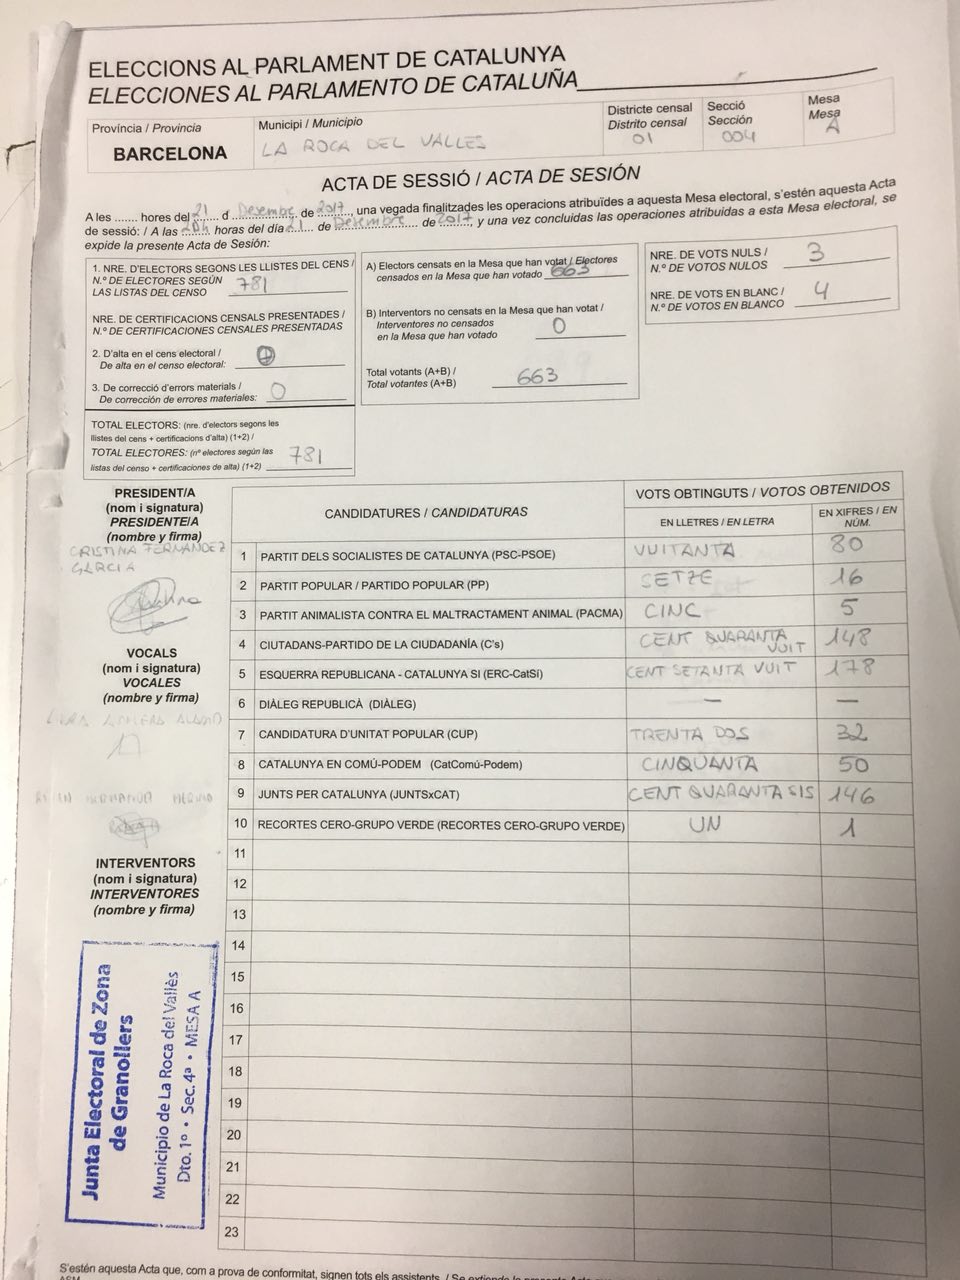 ELECCIONS AL PARLAMENT DE CATALUNYA
ELECCIONES AL PARLAMENTO DE CATALUÑA
Província / Provincia
BARCELONA
Municipi / Municipio
LA ROCA DEL VALLES
Districte censal
Distrito censal
01
Secció
Sección
004
Mesa
Mesa
A
ACTA DE SESSIÓ / ACTA DE SESIÓN
A les ....... hores del 21 d Desembre de 2017, una vegada finalitzades les operacions atribuïdes a aquesta Mesa electoral, s'estén aquesta Acta
de sessió: / A las 20h horas del día 21 de Desembre de 2017, y una vez concluidas las operaciones atribuidas a esta Mesa electoral, se
expide la presente Acta de Sesión:
1. NRE. D'ELECTORS SEGONS LES LLISTES DEL CENS /
N.º DE ELECTORES SEGÚN
LAS LISTAS DEL CENSO 781
NRE. DE CERTIFICACIONS CENSALS PRESENTADES /
N.º DE CERTIFICACIONES CENSALES PRESENTADAS
2. D'alta en el cens electoral /
De alta en el censo electoral:
3. De correcció d'errors materials /
De corrección de errores materiales: 0
TOTAL ELECTORS: (nre. d'electors segons les
llistes del cens + certificacions d'alta) (1+2) /
TOTAL ELECTORES: (nº electores según las
listas del censo + certificaciones de alta) (1+2) 781
A) Electors censats en la Mesa que han votat / Electores
censados en la Mesa que han votado 663
B) Interventors no censats en la Mesa que han votat /
Interventores no censados
en la Mesa que han votado 0
Total votants (A+B) /
Total votantes (A+B) 663
NRE. DE VOTS NULS /
N.º DE VOTOS NULOS 3
NRE. DE VOTS EN BLANC /
N.º DE VOTOS EN BLANCO 4
PRESIDENT/A
(nom i signatura)
PRESIDENTE/A
(nombre y firma)
CRISTINA FERNANDEZ
GARCIA
VOCALS
(nom i signatura)
VOCALES
(nombre y firma)
INTERVENTORS
(nom i signatura)
INTERVENTORES
(nombre y firma)
Junta Electoral de Zona
de Granollers
Municipio de La Roca del Vallès
Dto. 1º • Sec. 4ª • MESA A
CANDIDATURES / CANDIDATURAS
VOTS OBTINGUTS / VOTOS OBTENIDOS
EN LLETRES / EN LETRA
EN XIFRES / EN NÚM.
1 PARTIT DELS SOCIALISTES DE CATALUNYA (PSC-PSOE) VUITANTA 80
2 PARTIT POPULAR / PARTIDO POPULAR (PP) SETZE 16
3 PARTIT ANIMALISTA CONTRA EL MALTRACTAMENT ANIMAL (PACMA) CINC 5
4 CIUTADANS-PARTIDO DE LA CIUDADANÍA (C's) CENT QUARANTA VUIT 148
5 ESQUERRA REPUBLICANA - CATALUNYA SI (ERC-CatSí) CENT SETANTA VUIT 178
6 DIÀLEG REPUBLICÀ (DIÀLEG) — —
7 CANDIDATURA D'UNITAT POPULAR (CUP) TRENTA DOS 32
8 CATALUNYA EN COMÚ-PODEM (CatComú-Podem) CINQUANTA 50
9 JUNTS PER CATALUNYA (JUNTSxCAT) CENT QUARANTA SIS 146
10 RECORTES CERO-GRUPO VERDE (RECORTES CERO-GRUPO VERDE) UN 1
11
12
13
14
15
16
17
18
19
20
21
22
23
S'estén aquesta Acta que, com a prova de conformitat, signen tots els assistents. / Se extiende la presente Acta